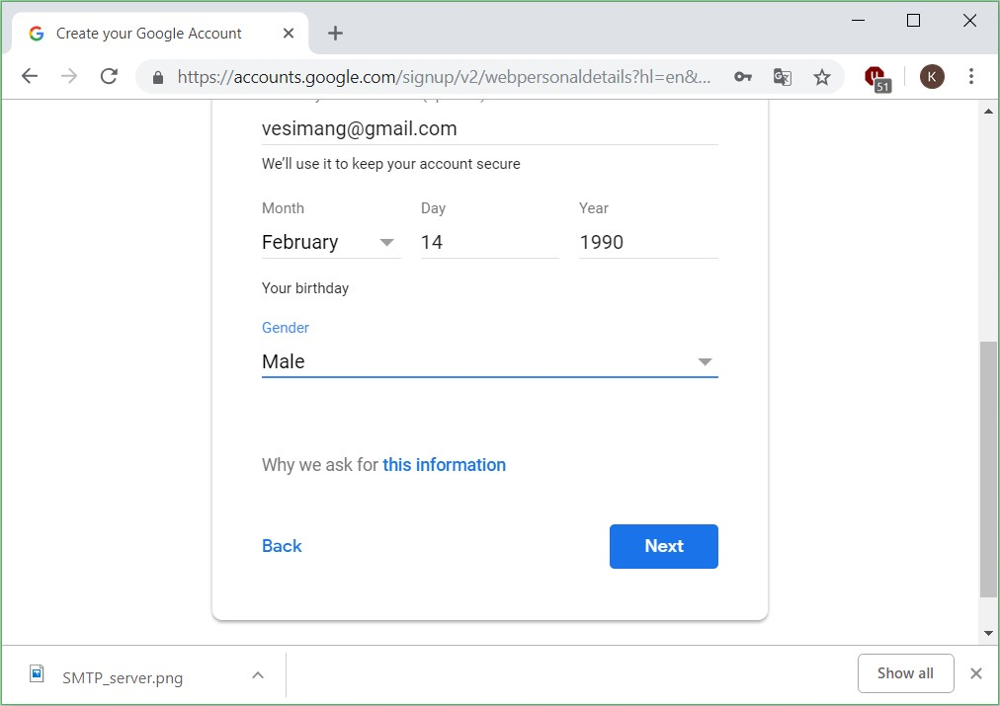 Create your Google Account
https://accounts.google.com/signup/v2/webpersonaldetails?hl=en&...
51
K
vesimang@gmail.com
We'll use it to keep your account secure
Month Day Year
February 14 1990
Your birthday
Gender
Male
Why we ask for this information
Back Next
SMTP_server.png Show all